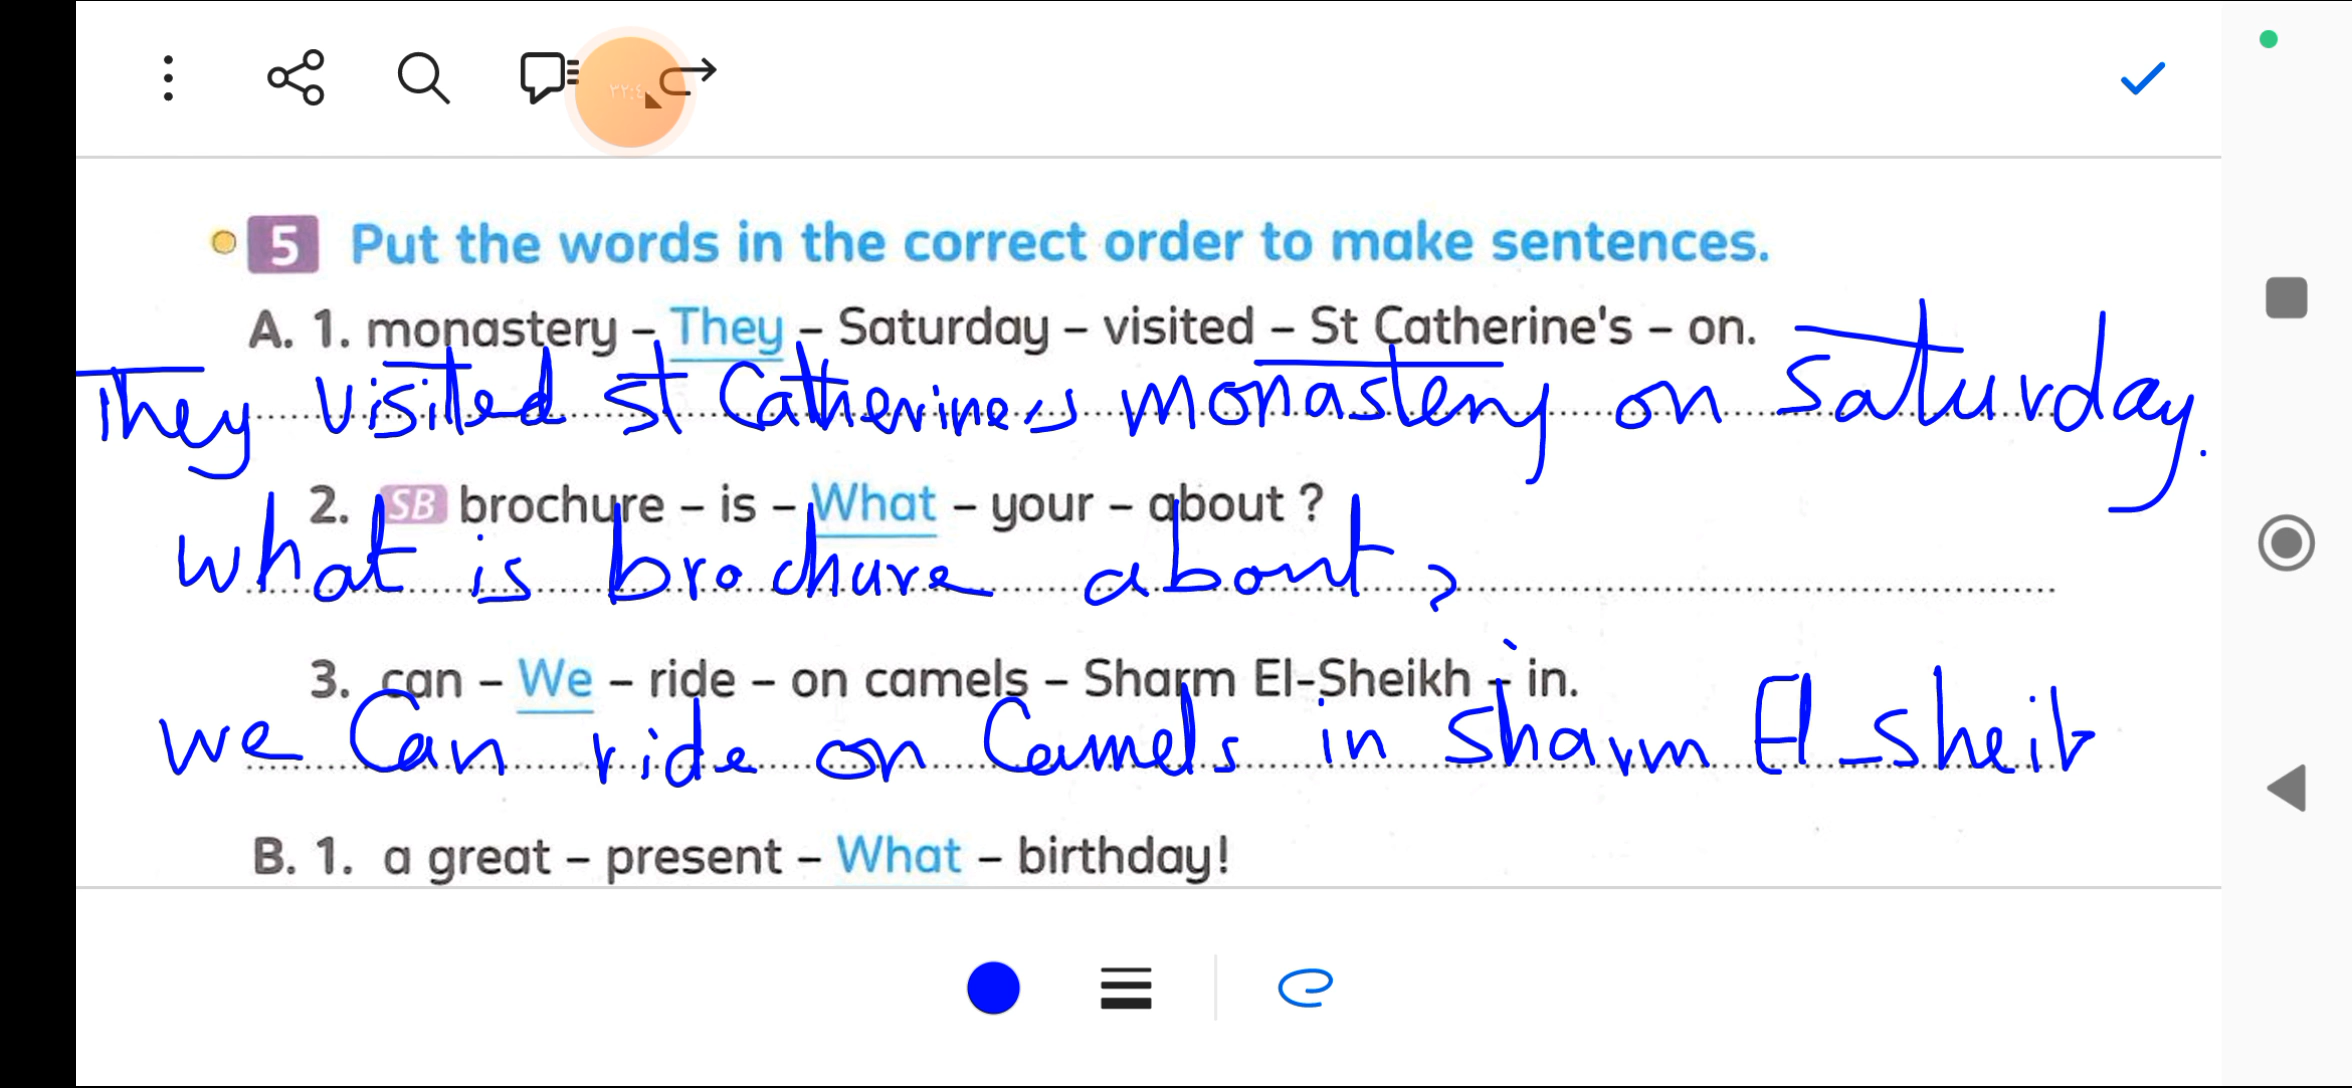 ٣٢:٤
5 Put the words in the correct order to make sentences.
A. 1. monastery – They – Saturday – visited – St Catherine's – on.
They visited st Catherine,s monastery on saturday.
2. SB brochure – is – What – your – about ?
what is brochure about ?
3. can – We – ride – on camels – Sharm El-Sheikh – in.
we Can ride on Camels in sharm El_sheik
B. 1. a great – present – What – birthday!